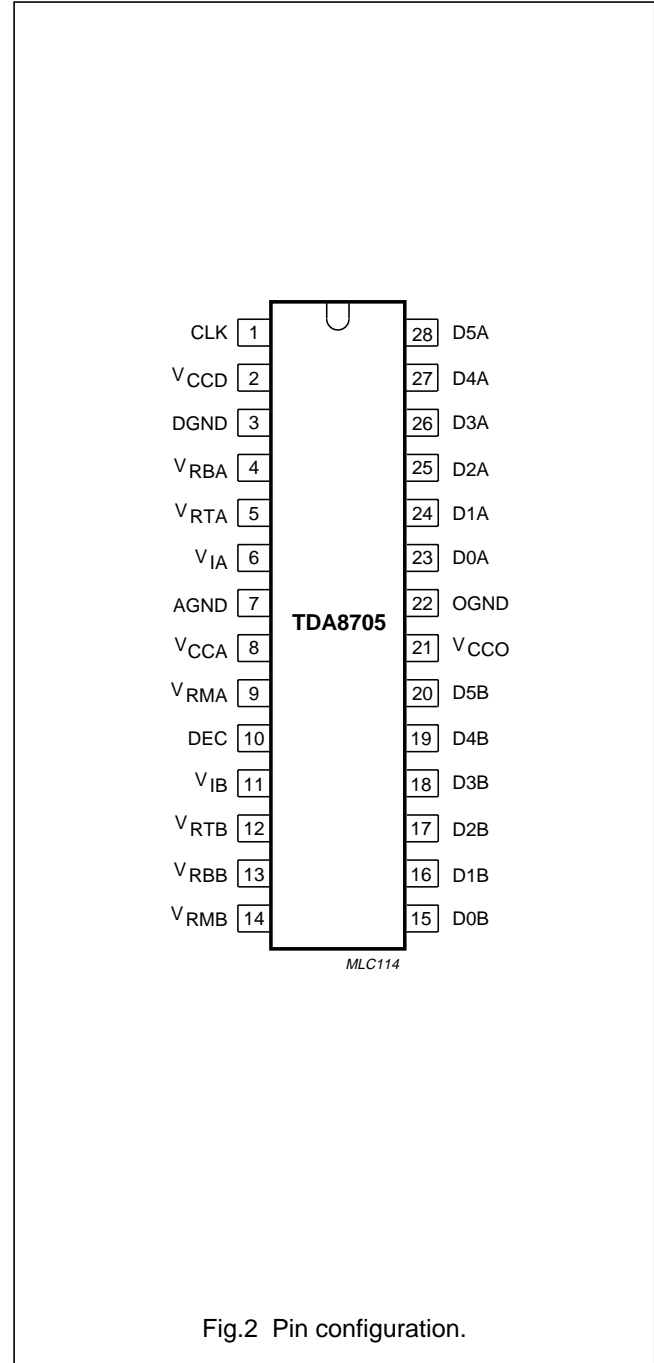 CLK 1 28 D5A
VCCD 2 27 D4A
DGND 3 26 D3A
VRBA 4 25 D2A
VRTA 5 24 D1A
VIA 6 23 D0A
AGND 7 22 OGND
TDA8705
VCCA 8 21 VCCO
VRMA 9 20 D5B
DEC 10 19 D4B
VIB 11 18 D3B
VRTB 12 17 D2B
VRBB 13 16 D1B
VRMB 14 15 D0B
MLC114
Fig.2 Pin configuration.